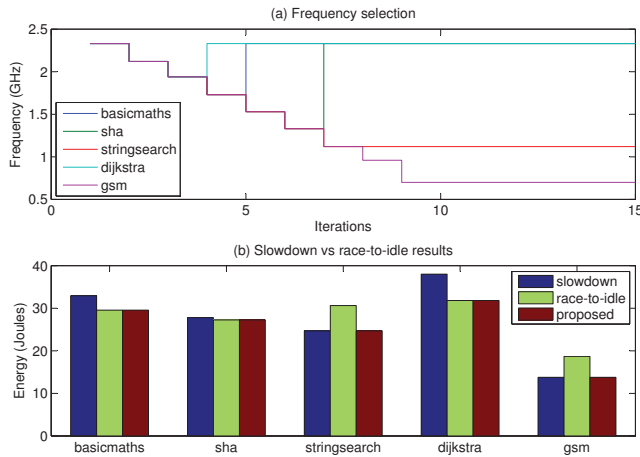 (a) Frequency selection
2.5
2
1.5
1
0.5
Frequency (GHz)
basicmaths
sha
stringsearch
dijkstra
gsm
0
5
10
15
Iterations
(b) Slowdown vs race-to-idle results
40
30
20
10
0
Energy (Joules)
slowdown
race-to-idle
proposed
basicmaths
sha
stringsearch
dijkstra
gsm